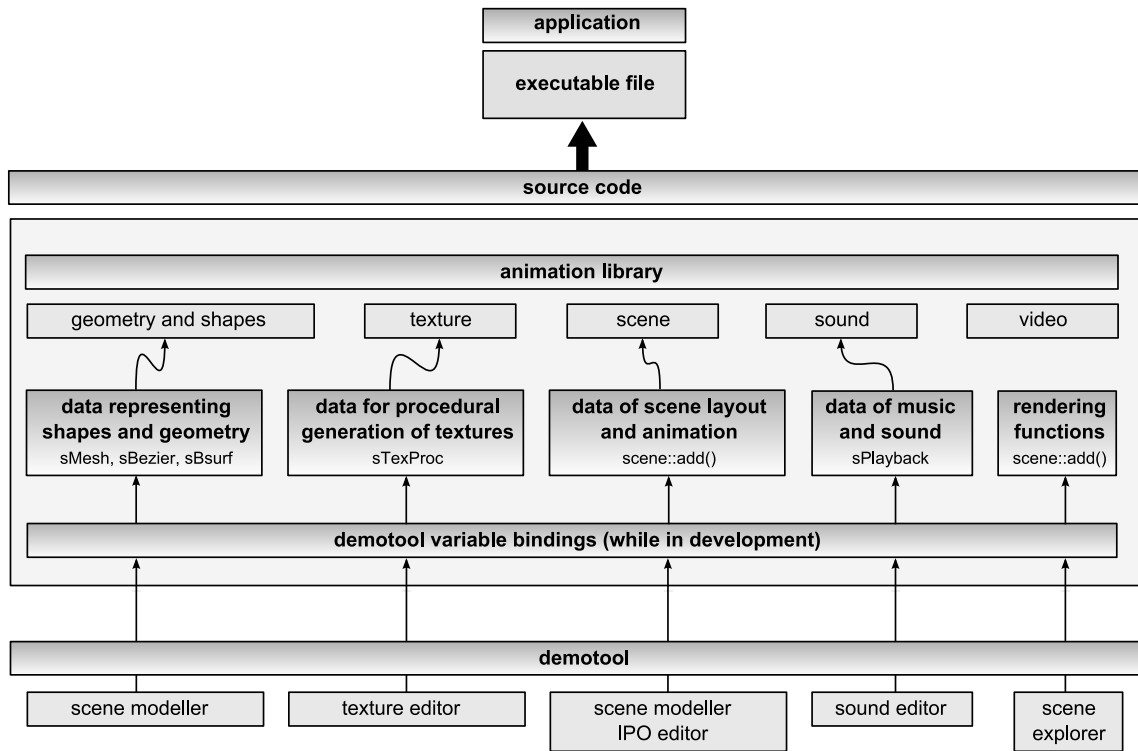 application
executable file
source code
animation library
geometry and shapes
texture
scene
sound
video
data representing
shapes and geometry
sMesh, sBezier, sBsurf
data for procedural
generation of textures
sTexProc
data of scene layout
and animation
scene::add()
data of music
and sound
sPlayback
rendering
functions
scene::add()
demotool variable bindings (while in development)
demotool
scene modeller
texture editor
scene modeller
IPO editor
sound editor
scene
explorer